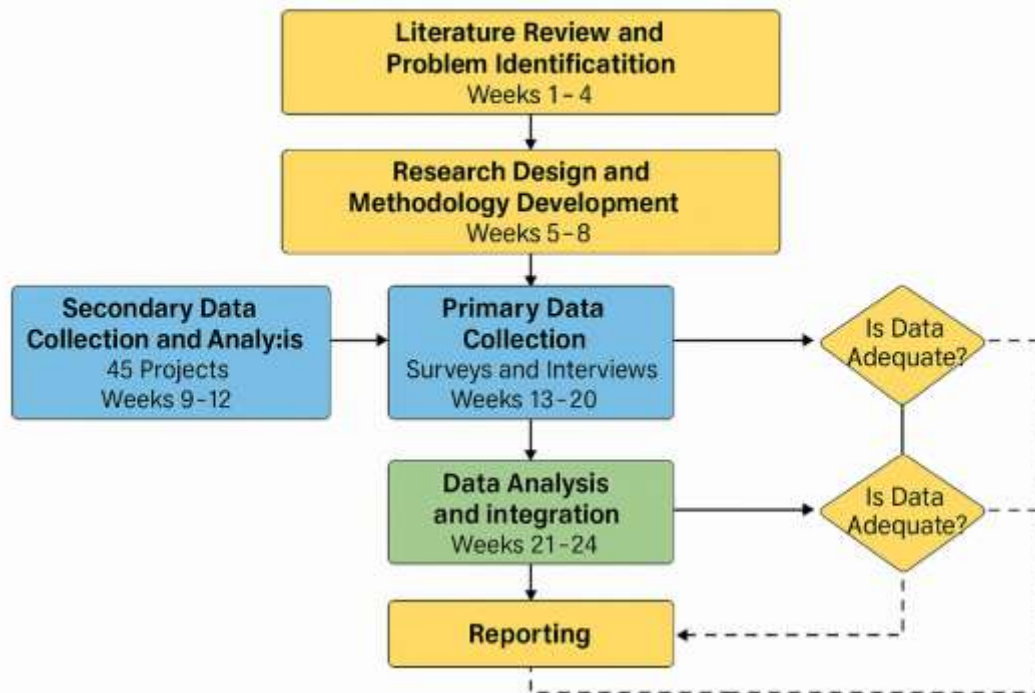 Literature Review and
Problem Identificatition
Weeks 1–4
Research Design and
Methodology Development
Weeks 5–8
Secondary Data
Collection and Analy:is
45 Projects
Weeks 9–12
Primary Data
Collection
Surveys and Interviews
Weeks 13–20
Is Data
Adequate?
Data Analysis
and integration
Weeks 21–24
Is Data
Adequate?
Reporting